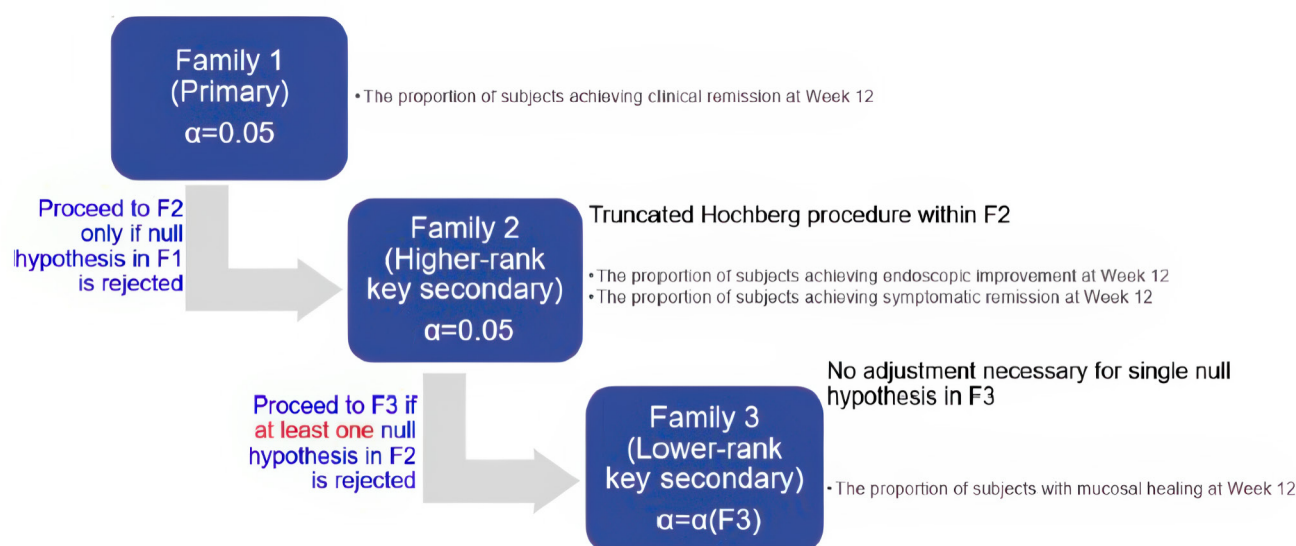 Family 1
(Primary)
α=0.05
• The proportion of subjects achieving clinical remission at Week 12
Proceed to F2
only if null
hypothesis in F1
is rejected
Family 2
(Higher-rank
key secondary)
α=0.05
Truncated Hochberg procedure within F2
• The proportion of subjects achieving endoscopic improvement at Week 12
• The proportion of subjects achieving symptomatic remission at Week 12
Proceed to F3 if
at least one null
hypothesis in F2
is rejected
Family 3
(Lower-rank
key secondary)
α=α(F3)
No adjustment necessary for single null
hypothesis in F3
• The proportion of subjects with mucosal healing at Week 12